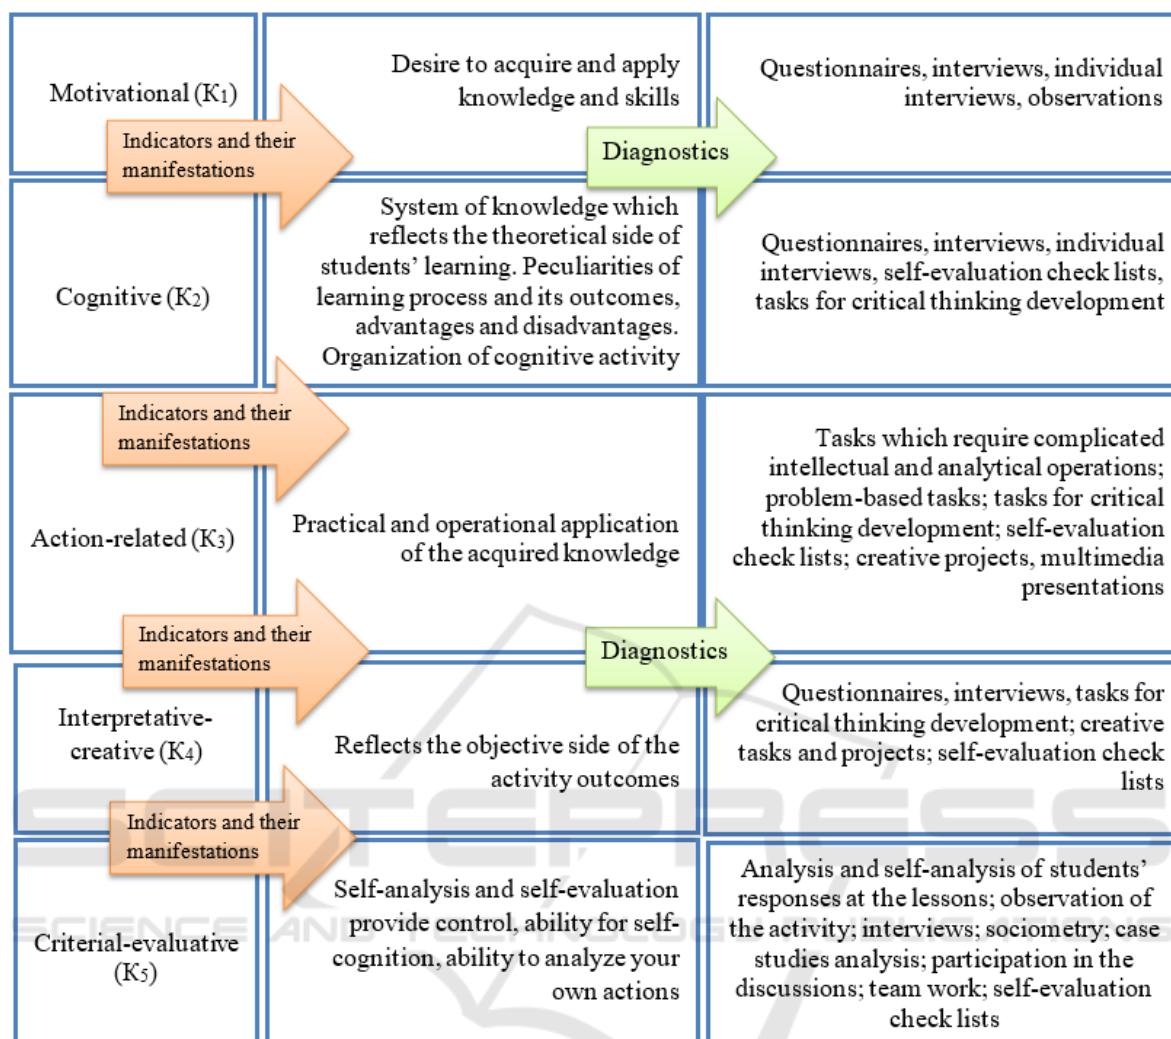 Motivational (K1)
Desire to acquire and apply
knowledge and skills
Questionnaires, interviews, individual
interviews, observations
Indicators and their
manifestations
Diagnostics
Cognitive (K2)
System of knowledge which
reflects the theoretical side of
students’ learning. Peculiarities of
learning process and its outcomes,
advantages and disadvantages.
Organization of cognitive activity
Questionnaires, interviews, individual
interviews, self-evaluation check lists,
tasks for critical thinking development
Indicators and their
manifestations
Action-related (K3)
Practical and operational application
of the acquired knowledge
Tasks which require complicated
intellectual and analytical operations;
problem-based tasks; tasks for critical
thinking development; self-evaluation
check lists; creative projects, multimedia
presentations
Indicators and their
manifestations
Diagnostics
Interpretative-
creative (K4)
Reflects the objective side of the
activity outcomes
Questionnaires, interviews, tasks for
critical thinking development; creative
tasks and projects; self-evaluation check
lists
Indicators and their
manifestations
Criterial-evaluative
(K5)
Self-analysis and self-evaluation
provide control, ability for self-
cognition, ability to analyze your
own actions
Analysis and self-analysis of students’
responses at the lessons; observation of
the activity; interviews; sociometry; case
studies analysis; participation in the
discussions; team work; self-evaluation
check lists
SCITEPRESS
SCIENCE AND TECHNOLOGY PUBLICATIONS